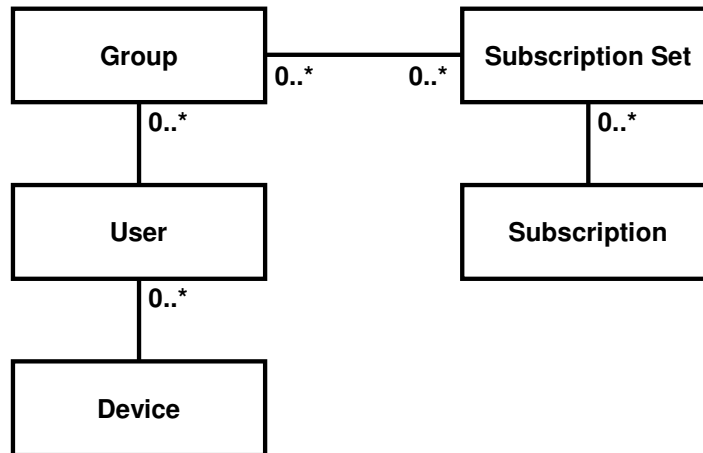 Group
Subscription Set
0..*
0..*
0..*
0..*
User
Subscription
0..*
Device